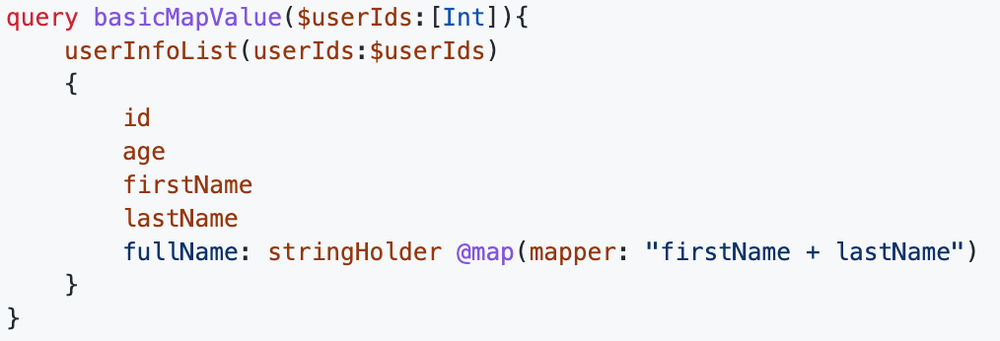 query basicMapValue($userIds:[Int]){
    userInfoList(userIds:$userIds)
    {
        id
        age
        firstName
        lastName
        fullName: stringHolder @map(mapper: "firstName + lastName")
    }
}